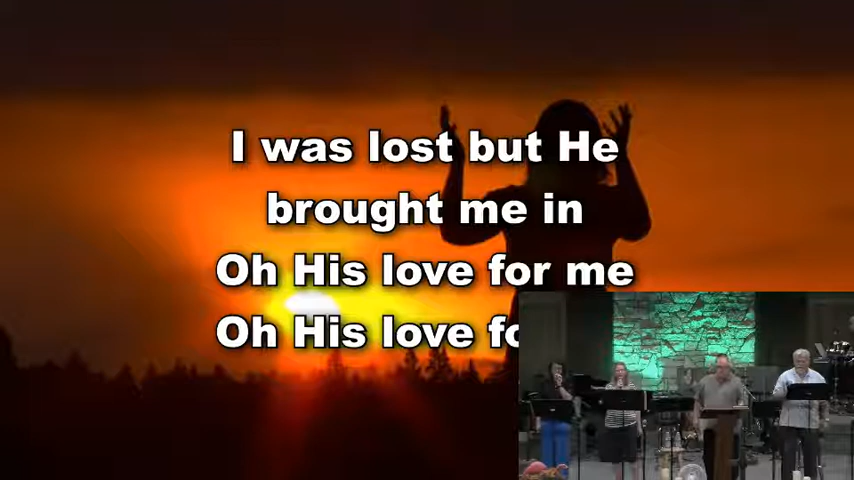 I was lost but He
brought me in
Oh His love for me
Oh His love